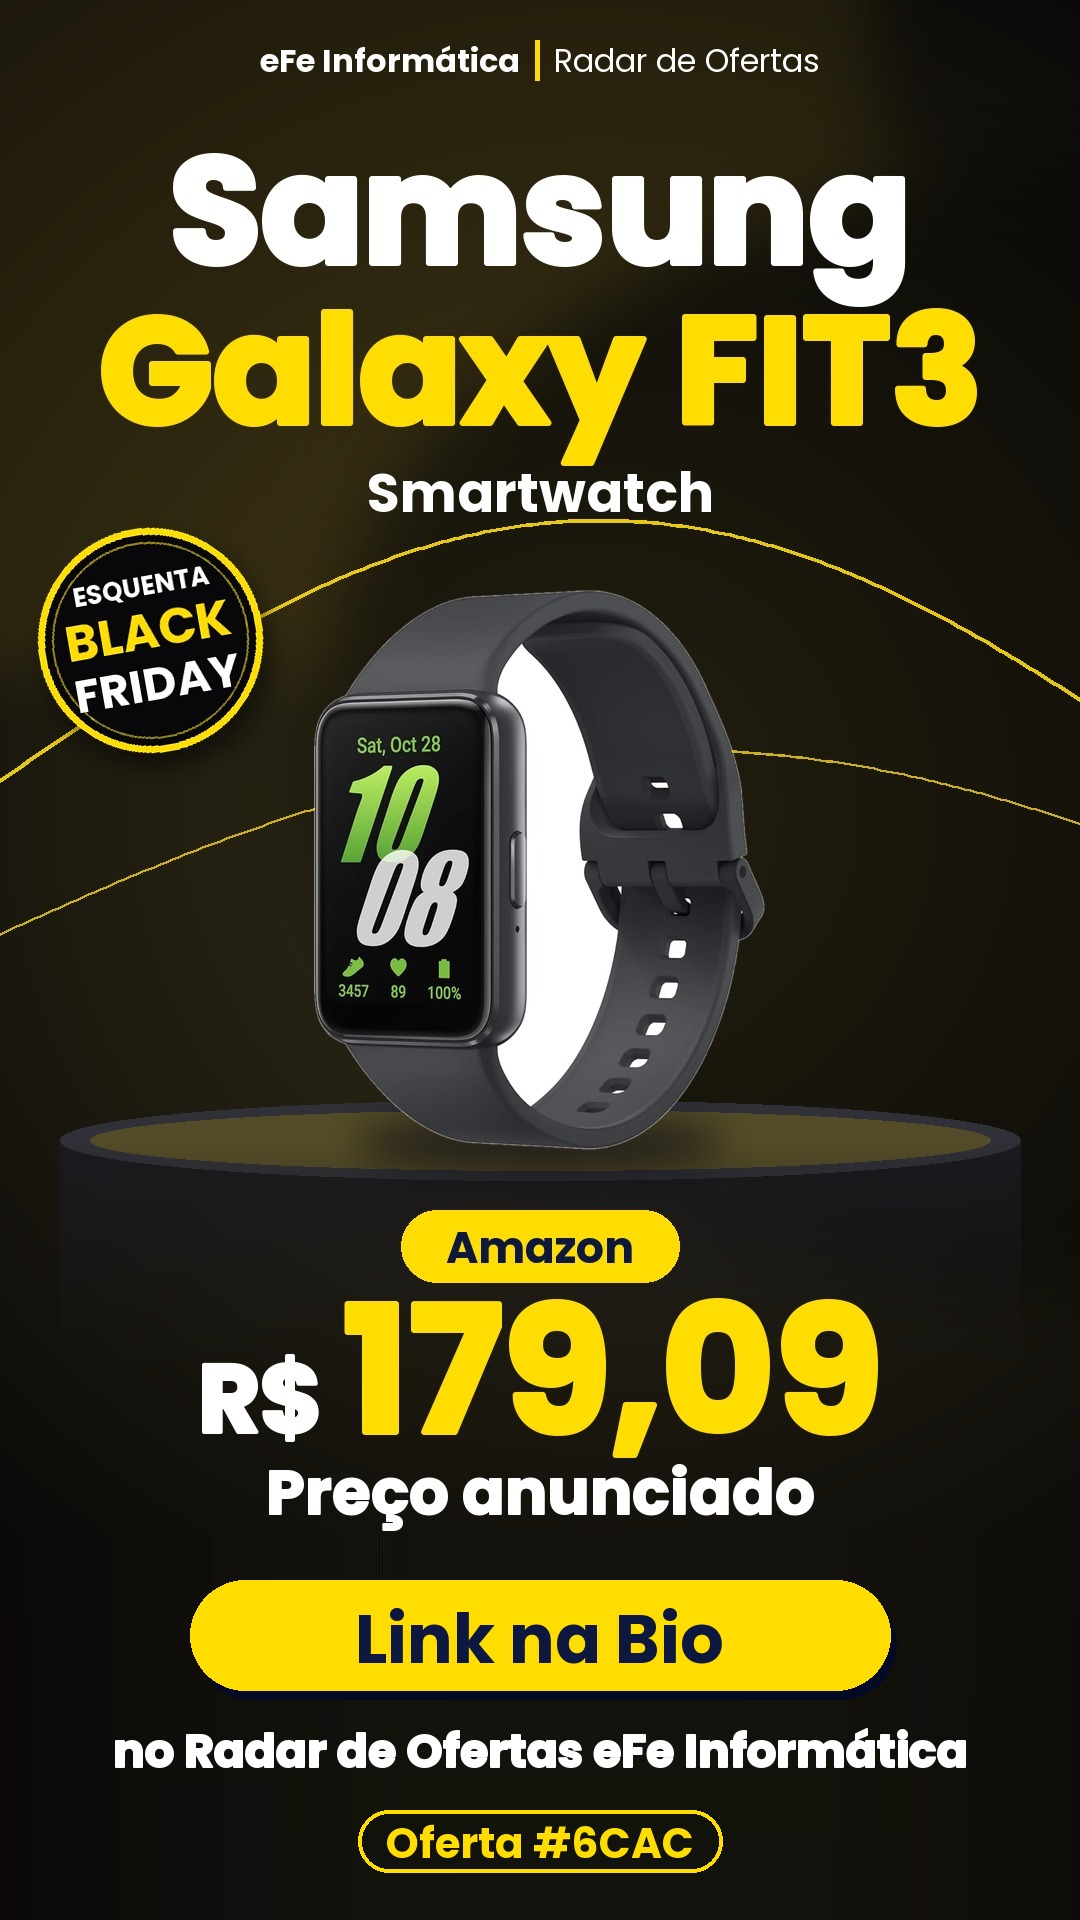 eFe Informática | Radar de Ofertas
Samsung
Galaxy FIT3
Smartwatch
ESQUENTA
BLACK
FRIDAY
Sat, Oct 28
10
08
3457 89 100%
Amazon
R$ 179,09
Preço anunciado
Link na Bio
no Radar de Ofertas eFe Informática
Oferta #6CAC